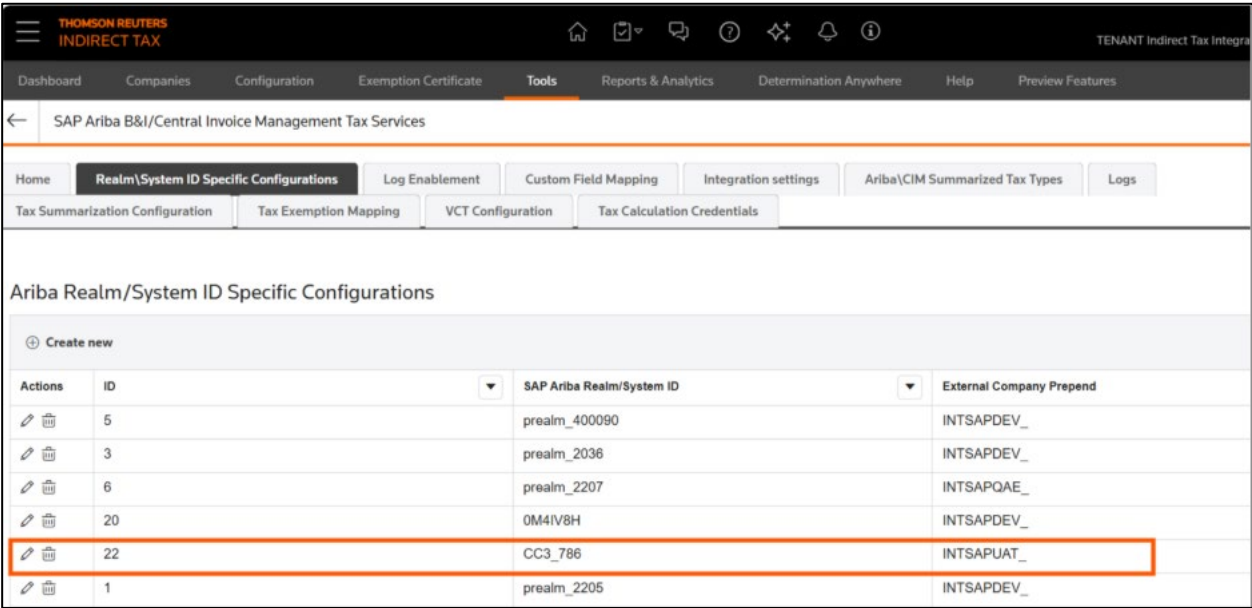 THOMSON REUTERS
INDIRECT TAX
TENANT Indirect Tax Integra
Dashboard Companies Configuration Exemption Certificate Tools Reports & Analytics Determination Anywhere Help Preview Features
SAP Ariba B&I/Central Invoice Management Tax Services
Home Realm\System ID Specific Configurations Log Enablement Custom Field Mapping Integration settings Ariba\CIM Summarized Tax Types Logs
Tax Summarization Configuration Tax Exemption Mapping VCT Configuration Tax Calculation Credentials
Ariba Realm/System ID Specific Configurations
Create new
Actions ID SAP Ariba Realm/System ID External Company Prepend
5 prealm_400090 INTSAPDEV_
3 prealm_2036 INTSAPDEV_
6 prealm_2207 INTSAPQAE_
20 0M4IV8H INTSAPDEV_
22 CC3_786 INTSAPUAT_
1 prealm_2205 INTSAPDEV_